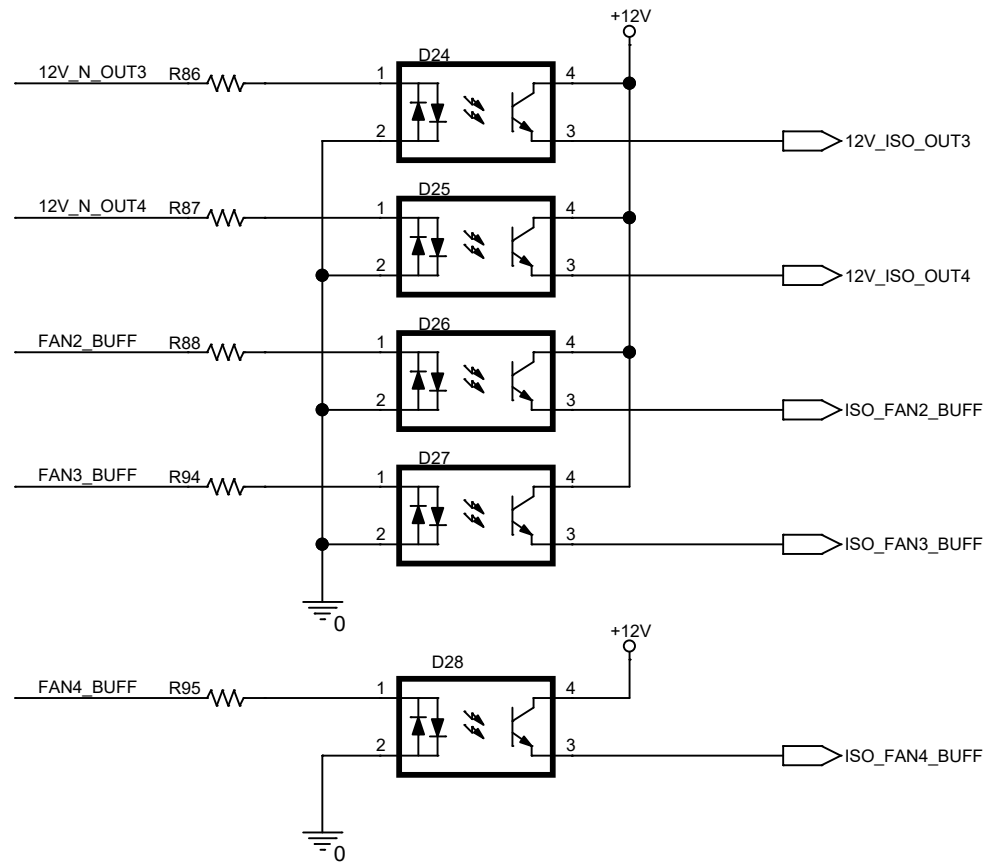 +12V
D24
12V_N_OUT3 R86 1 4
2 3 12V_ISO_OUT3
D25
12V_N_OUT4 R87 1 4
2 3 12V_ISO_OUT4
D26
FAN2_BUFF R88 1 4
2 3 ISO_FAN2_BUFF
D27
FAN3_BUFF R94 1 4
2 3 ISO_FAN3_BUFF
0
+12V
D28
FAN4_BUFF R95 1 4
2 3 ISO_FAN4_BUFF
0